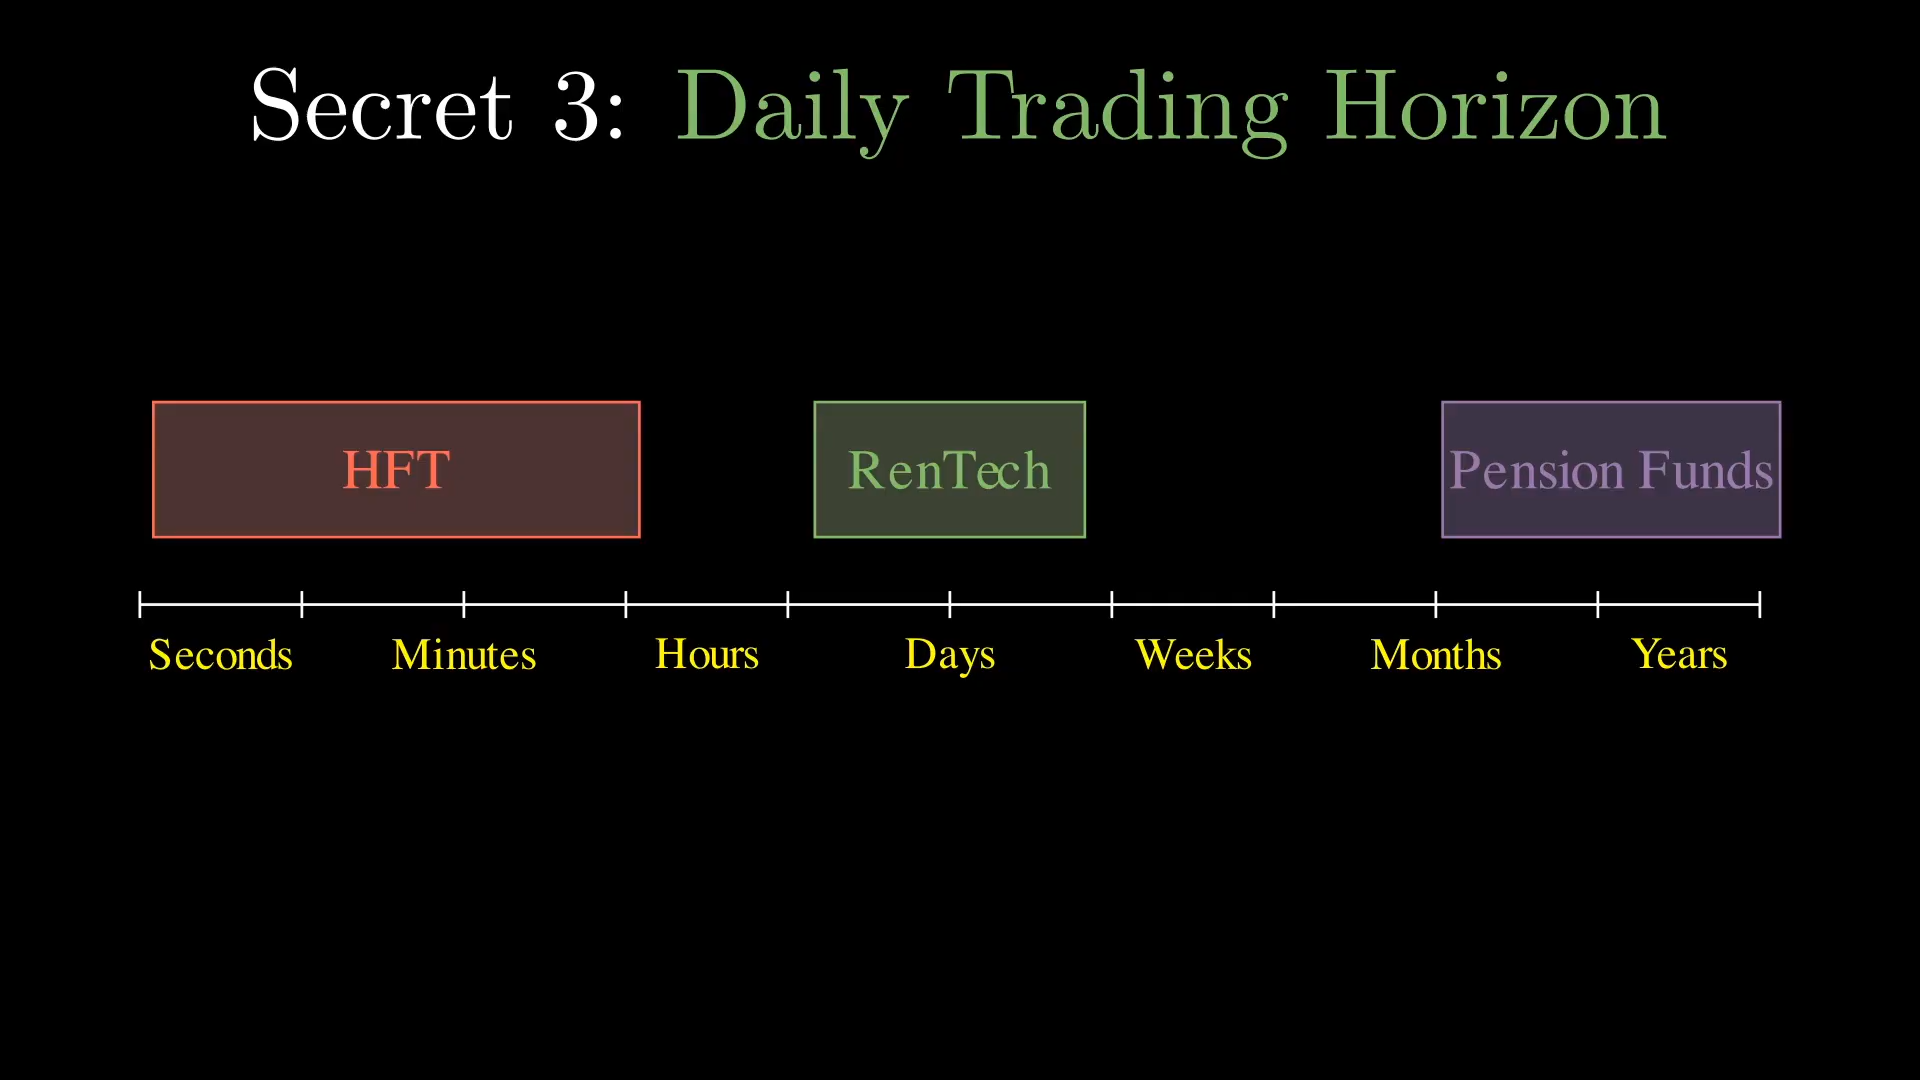 Secret 3: Daily Trading Horizon
HFT RenTech Pension Funds
Seconds Minutes Hours Days Weeks Months Years